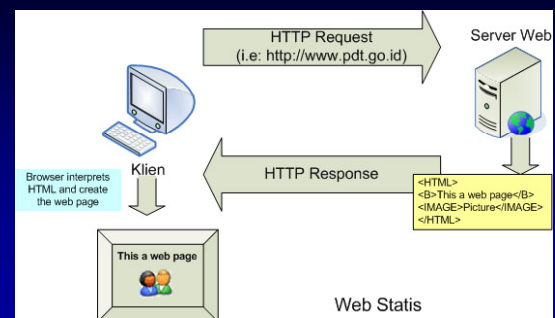 HTTP Request
(i.e: http://www.pdt.go.id)
Server Web
Klien
Browser interprets
HTML and create
the web page
HTTP Response
<HTML>
<B>This a web page</B>
<IMAGE>Picture</IMAGE>
</HTML>
This a web page
Web Statis